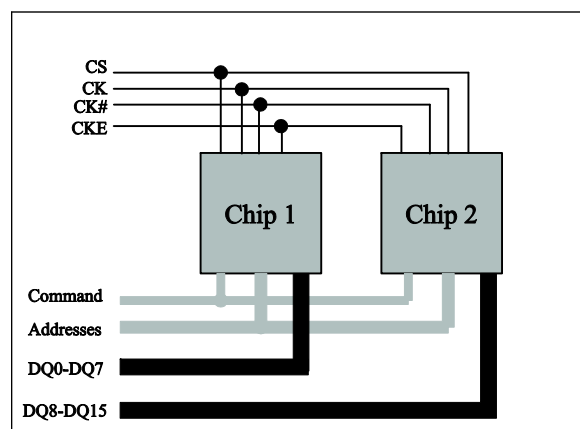 CS
CK
CK#
CKE
Chip 1
Chip 2
Command
Addresses
DQ0-DQ7
DQ8-DQ15